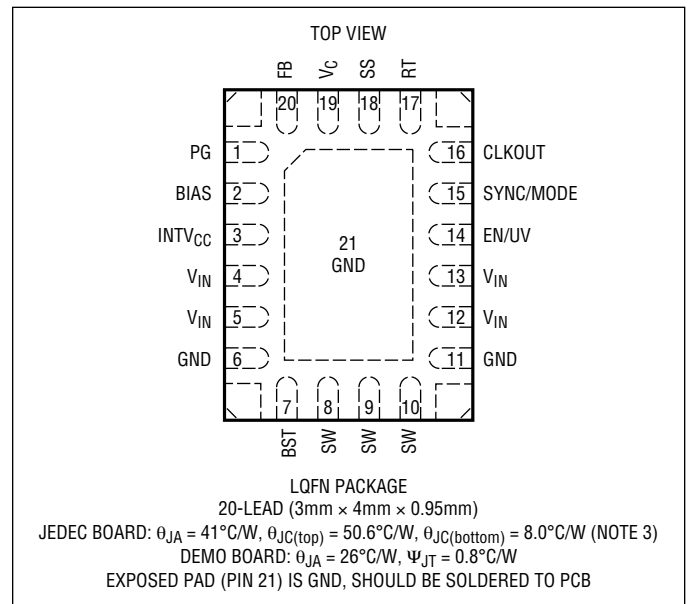 TOP VIEW
FB VC SS RT
20 19 18 17
PG 1 16 CLKOUT
BIAS 2 15 SYNC/MODE
INTVCC 3 14 EN/UV
21
GND
VIN 4 13 VIN
VIN 5 12 VIN
GND 6 11 GND
7 8 9 10
BST SW SW SW
LQFN PACKAGE
20-LEAD (3mm × 4mm × 0.95mm)
JEDEC BOARD: θJA = 41°C/W, θJC(top) = 50.6°C/W, θJC(bottom) = 8.0°C/W (NOTE 3)
DEMO BOARD: θJA = 26°C/W, ΨJT = 0.8°C/W
EXPOSED PAD (PIN 21) IS GND, SHOULD BE SOLDERED TO PCB